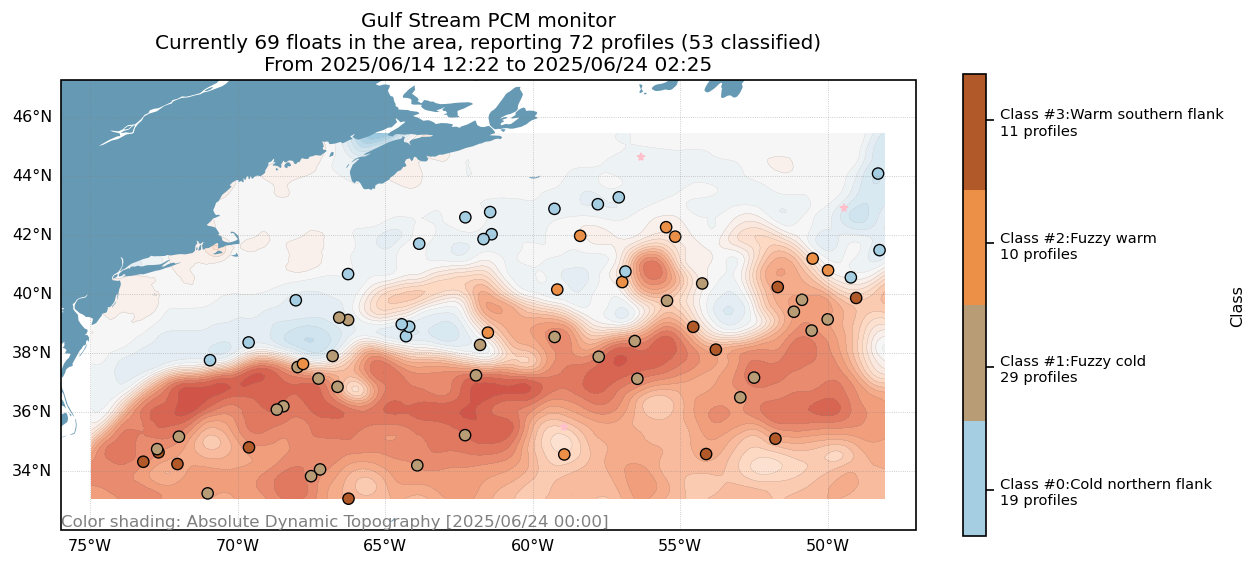 Gulf Stream PCM monitor
Currently 69 floats in the area, reporting 72 profiles (53 classified)
From 2025/06/14 12:22 to 2025/06/24 02:25
46°N
44°N
42°N
40°N
38°N
36°N
34°N
Color shading: Absolute Dynamic Topography [2025/06/24 00:00]
75°W
70°W
65°W
60°W
55°W
50°W
Class #3:Warm southern flank
11 profiles
Class #2:Fuzzy warm
10 profiles
Class #1:Fuzzy cold
29 profiles
Class #0:Cold northern flank
19 profiles
Class